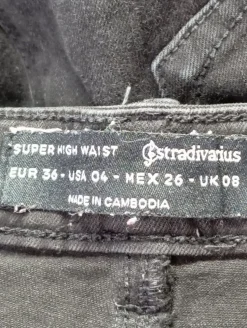 SUPER HIGH WAIST Stradivarius
EUR 36 - USA 04 - MEX 26 - UK 08
MADE IN CAMBODIA